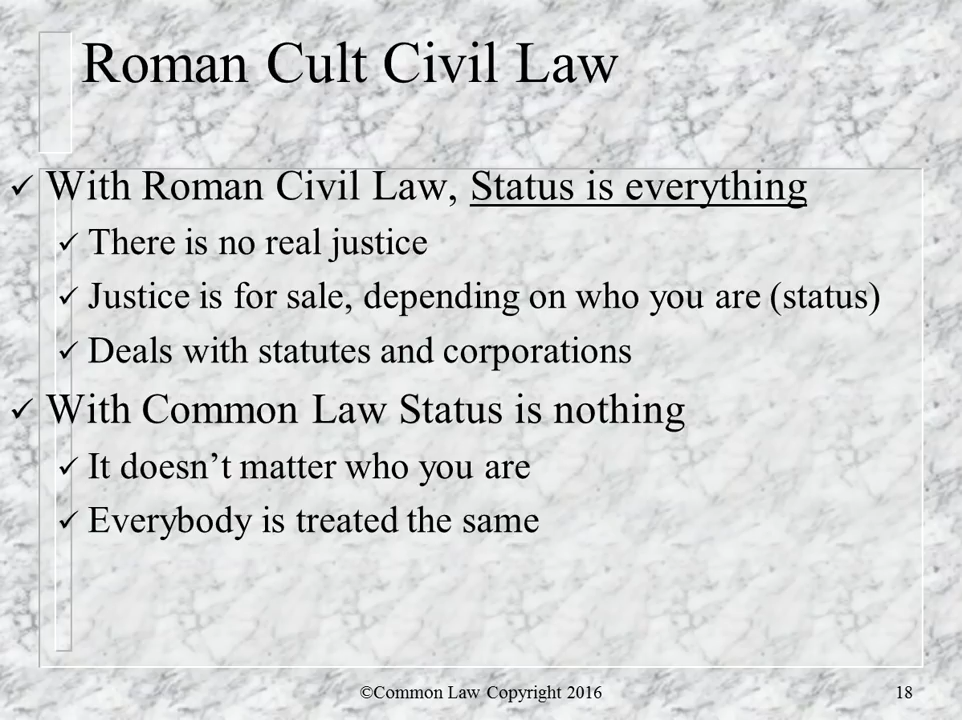 Roman Cult Civil Law
✓ With Roman Civil Law, Status is everything
✓ There is no real justice
✓ Justice is for sale, depending on who you are (status)
✓ Deals with statutes and corporations
✓ With Common Law Status is nothing
✓ It doesn’t matter who you are
✓ Everybody is treated the same
©Common Law Copyright 2016
18